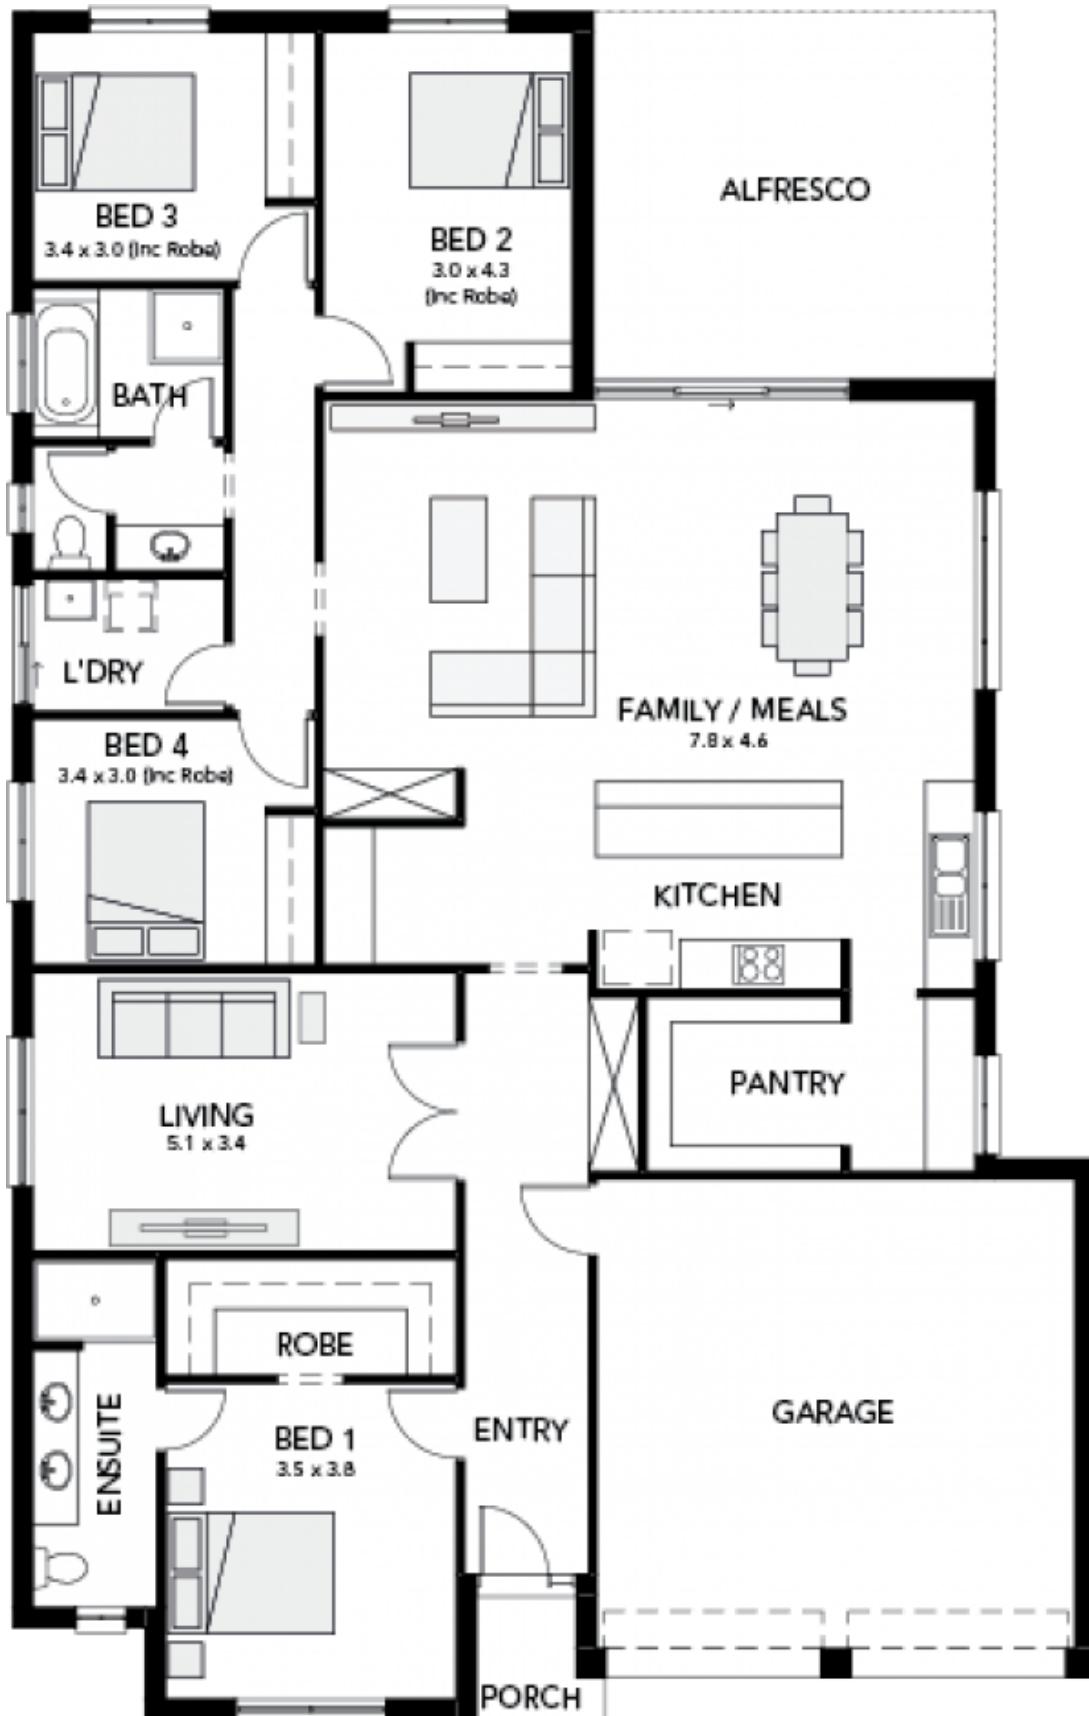 BED 3
3.4 x 3.0 (Inc Robe)
BED 2
3.0 x 4.3
(Inc Robe)
ALFRESCO
BATH
L'DRY
FAMILY / MEALS
7.8 x 4.6
BED 4
3.4 x 3.0 (Inc Robe)
KITCHEN
PANTRY
LIVING
5.1 x 3.4
ROBE
ENSUITE
BED 1
3.5 x 3.8
ENTRY
GARAGE
PORCH